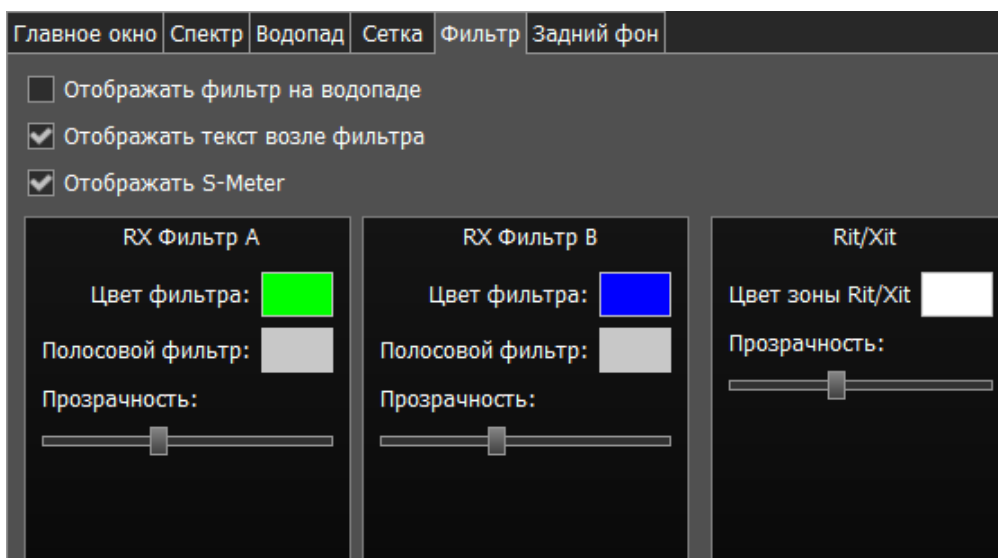 Главное окно Спектр Водопад Сетка Фильтр Задний фон
Отображать фильтр на водопаде
Отображать текст возле фильтра
Отображать S-Meter
RX Фильтр A
Цвет фильтра:
Полосовой фильтр:
Прозрачность:
RX Фильтр B
Цвет фильтра:
Полосовой фильтр:
Прозрачность:
Rit/Xit
Цвет зоны Rit/Xit
Прозрачность: